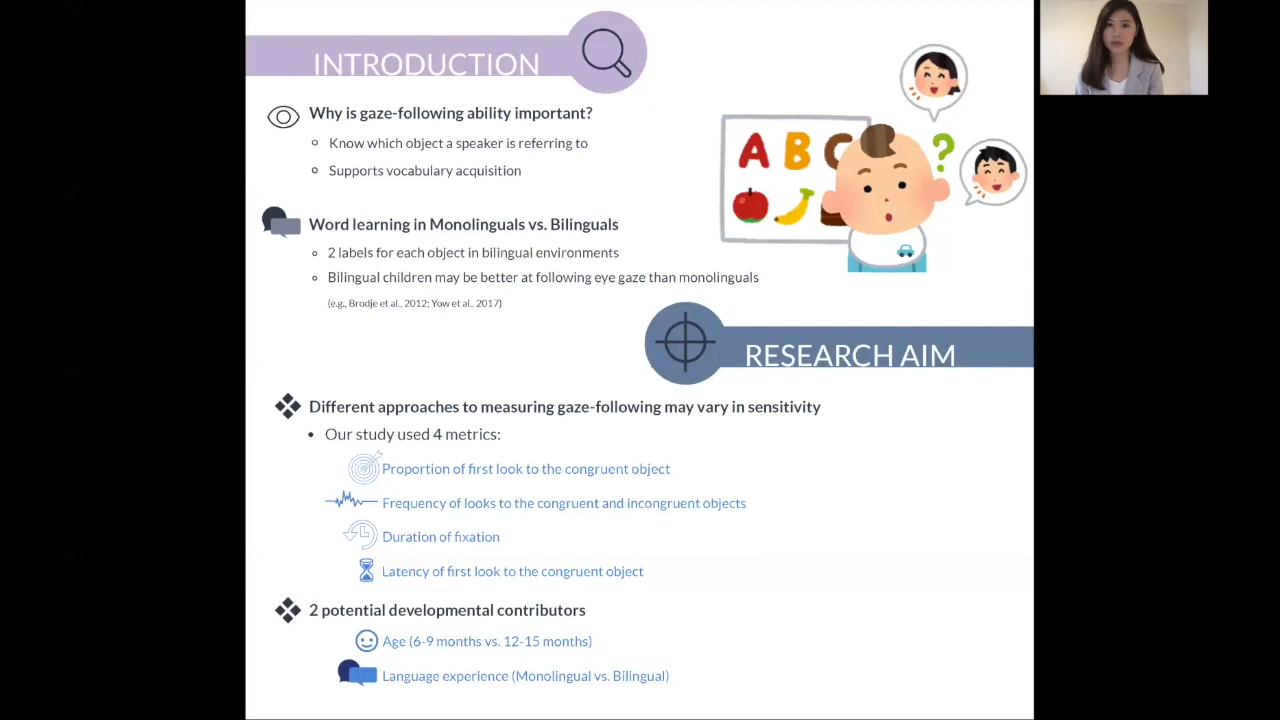 INTRODUCTION
Why is gaze-following ability important?
Know which object a speaker is referring to
Supports vocabulary acquisition
Word learning in Monolinguals vs. Bilinguals
2 labels for each object in bilingual environments
Bilingual children may be better at following eye gaze than monolinguals
(e.g., Brodje et al., 2012; Yow et al., 2017)
A B C
?
RESEARCH AIM
Different approaches to measuring gaze-following may vary in sensitivity
Our study used 4 metrics:
Proportion of first look to the congruent object
Frequency of looks to the congruent and incongruent objects
Duration of fixation
Latency of first look to the congruent object
2 potential developmental contributors
Age (6-9 months vs. 12-15 months)
Language experience (Monolingual vs. Bilingual)